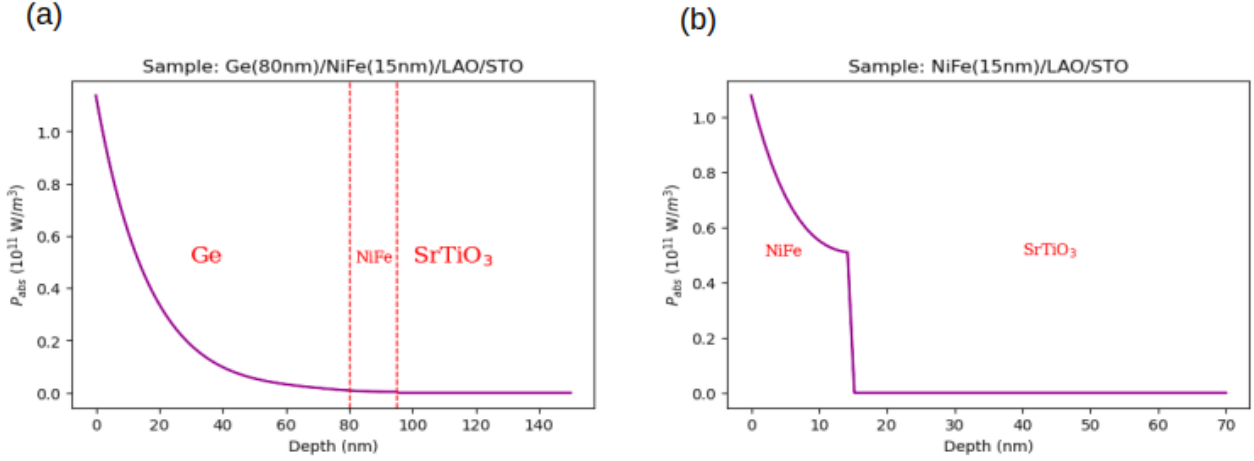 (a)
Sample: Ge(80nm)/NiFe(15nm)/LAO/STO
P_abs (10^11 W/m^3)
1.0
0.8
0.6
0.4
0.2
0.0
Ge
NiFe
SrTiO₃
0 20 40 60 80 100 120 140
Depth (nm)
(b)
Sample: NiFe(15nm)/LAO/STO
P_abs (10^11 W/m^3)
1.0
0.8
0.6
0.4
0.2
0.0
NiFe
SrTiO₃
0 10 20 30 40 50 60 70
Depth (nm)